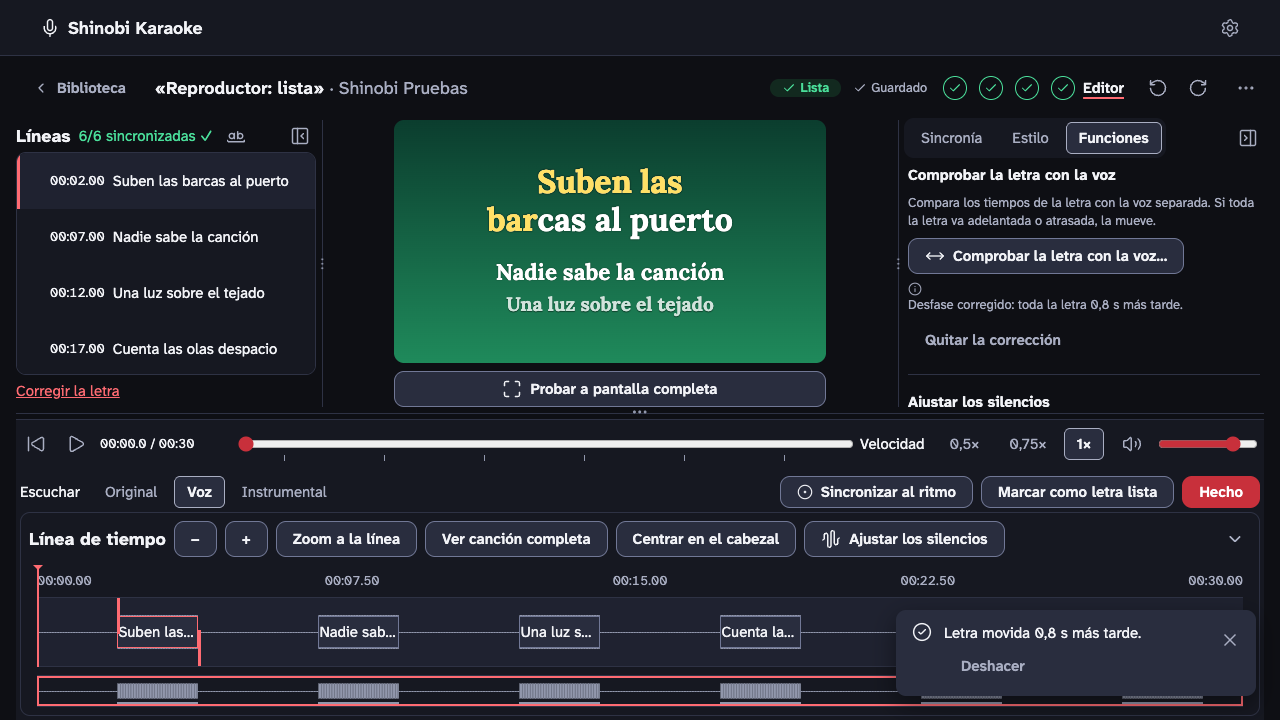 Shinobi Karaoke
Biblioteca
«Reproductor: lista» · Shinobi Pruebas
Lista
Guardado
Editor
Líneas
6/6 sincronizadas
ab
00:02.00 Suben las barcas al puerto
00:07.00 Nadie sabe la canción
00:12.00 Una luz sobre el tejado
00:17.00 Cuenta las olas despacio
Corregir la letra
Suben las
barcas al puerto
Nadie sabe la canción
Una luz sobre el tejado
Probar a pantalla completa
Sincronía
Estilo
Funciones
Comprobar la letra con la voz
Compara los tiempos de la letra con la voz separada. Si toda
la letra va adelantada o atrasada, la mueve.
Comprobar la letra con la voz...
Desfase corregido: toda la letra 0,8 s más tarde.
Quitar la corrección
Ajustar los silencios
00:00.0 / 00:30
Velocidad
0,5×
0,75×
1×
Escuchar
Original
Voz
Instrumental
Sincronizar al ritmo
Marcar como letra lista
Hecho
Línea de tiempo
−
+
Zoom a la línea
Ver canción completa
Centrar en el cabezal
Ajustar los silencios
00:00.00
00:07.50
00:15.00
00:22.50
00:30.00
Suben las...
Nadie sab...
Una luz s...
Cuenta la...
Letra movida 0,8 s más tarde.
Deshacer